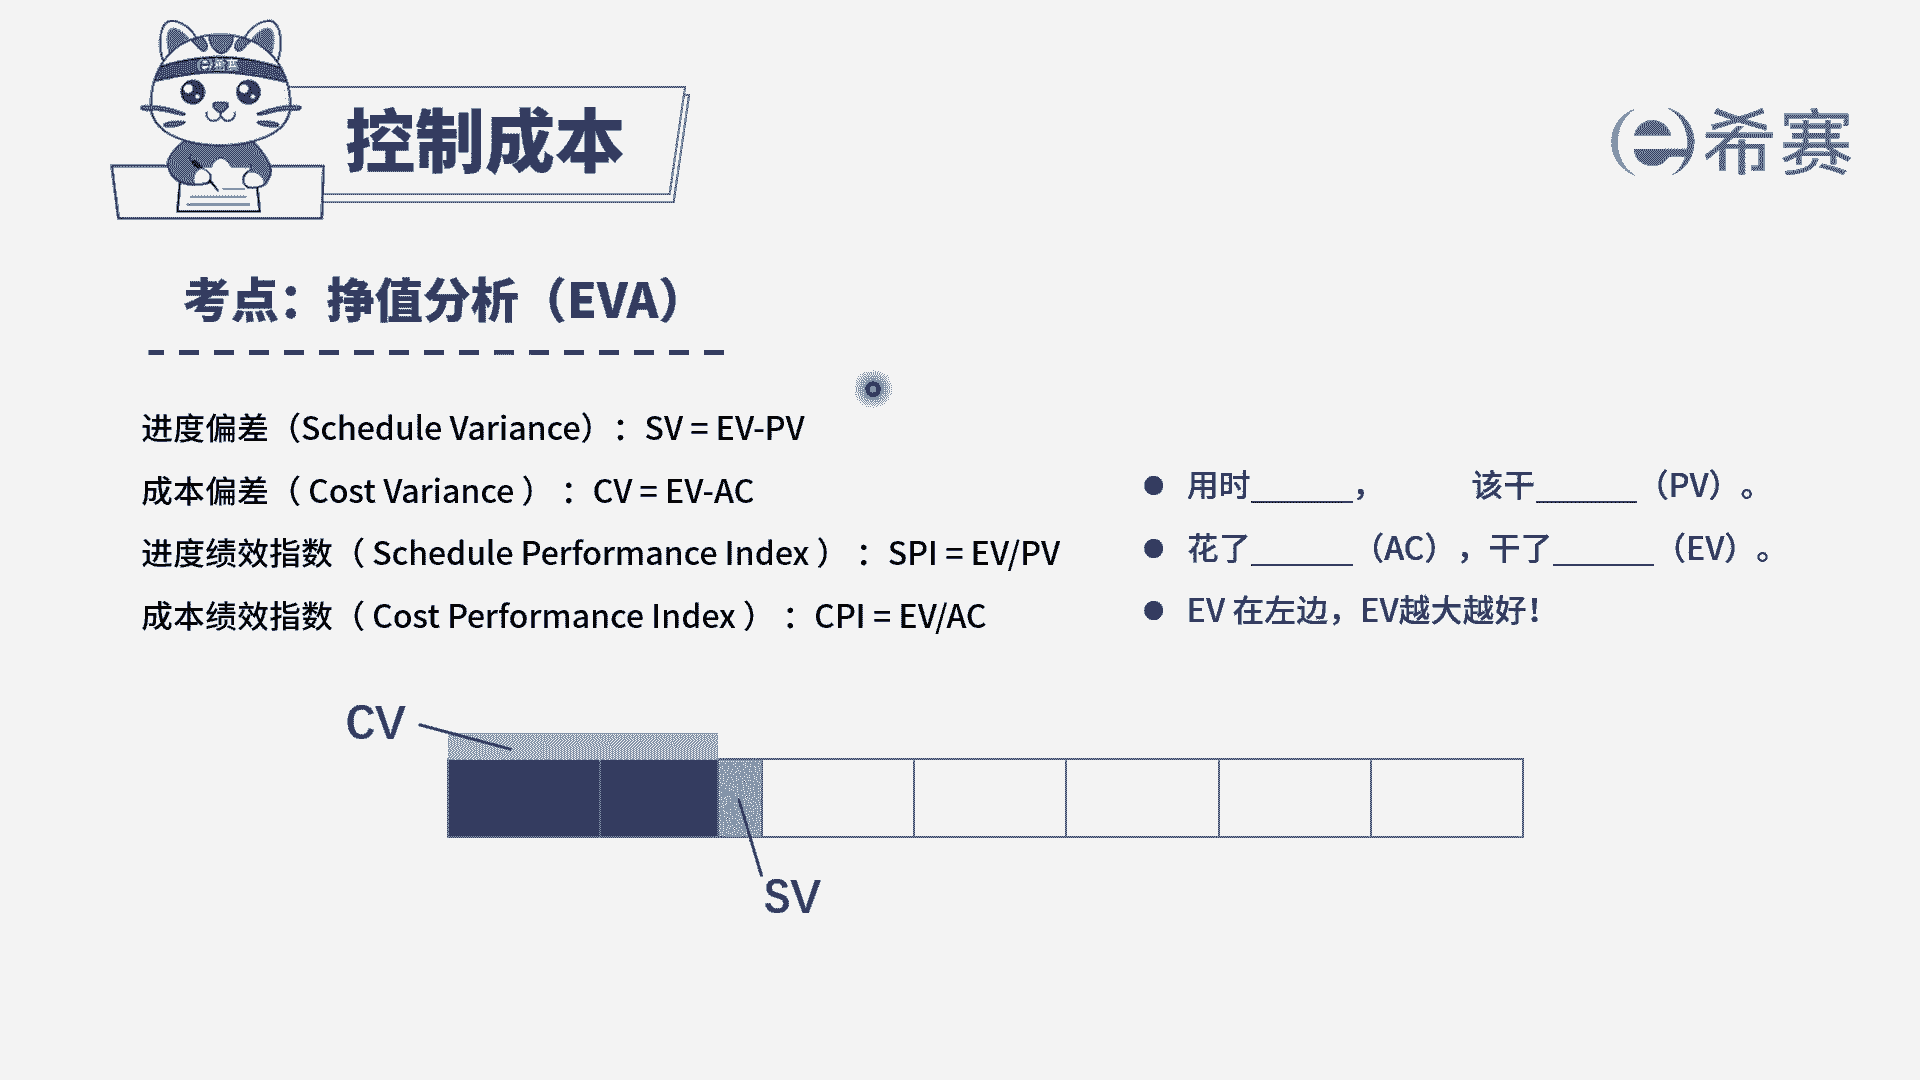 e希赛
控制成本
e希赛
考点：挣值分析（EVA）
进度偏差（Schedule Variance）：SV = EV-PV
成本偏差（ Cost Variance ）：CV = EV-AC
进度绩效指数（ Schedule Performance Index ）：SPI = EV/PV
成本绩效指数（ Cost Performance Index ）：CPI = EV/AC
用时______，该干______（PV）。
花了______（AC），干了______（EV）。
EV 在左边，EV越大越好！
CV
SV